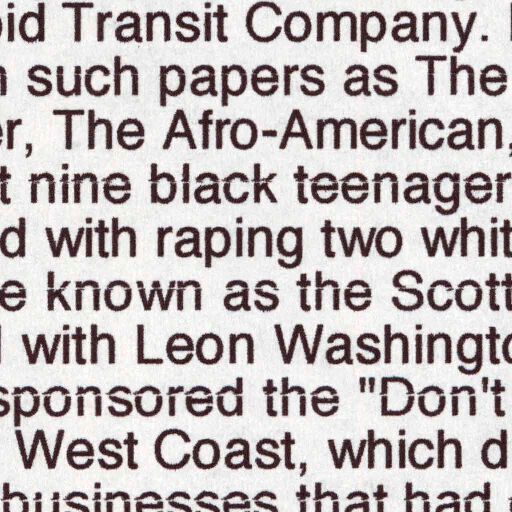 oid Transit Company.
such papers as The
er, The Afro-American,
t nine black teenager
d with raping two whit
e known as the Scott
with Leon Washingto
sponsored the "Don't
West Coast, which d
businesses that had